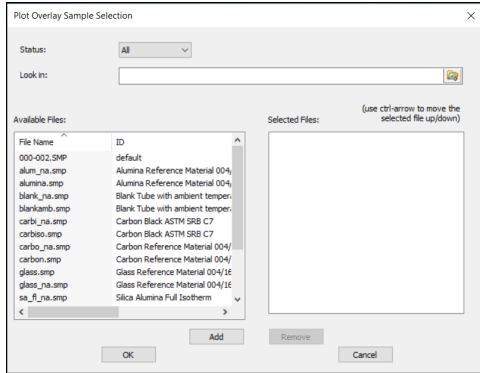 Plot Overlay Sample Selection
Status: All
Look in:
(use ctrl-arrow to move the
selected file up/down)
Available Files:
Selected Files:
File Name ID
000-002.SMP default
alum_na.smp Alumina Reference Material 004/
alumina.smp Alumina Reference Material 004/
blank_na.smp Blank Tube with ambient tempera
blankamb.smp Blank Tube with ambient tempera
carbi_na.smp Carbon Black ASTM SRB C7
carbiso.smp Carbon Black ASTM SRB C7
carbo_na.smp Carbon Reference Material 004/
carbon.smp Carbon Reference Material 004/
glass.smp Glass Reference Material 004/16
glass_na.smp Glass Reference Material 004/16
sa_fl_na.smp Silica Alumina Full Isotherm
Add Remove
OK Cancel